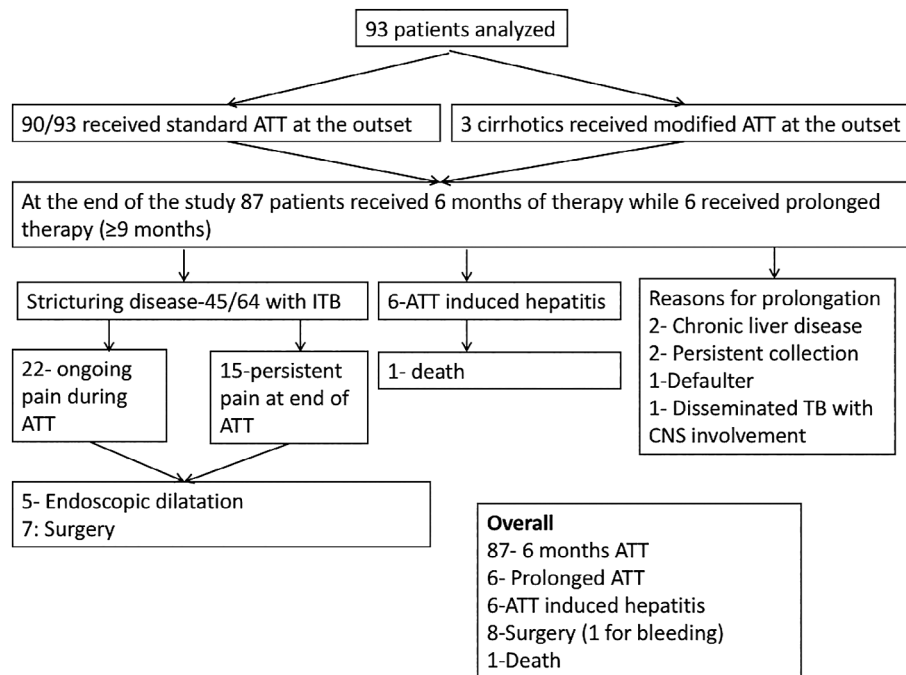 93 patients analyzed
90/93 received standard ATT at the outset
3 cirrhotics received modified ATT at the outset
At the end of the study 87 patients received 6 months of therapy while 6 received prolonged
therapy (≥9 months)
Stricturing disease-45/64 with ITB
6-ATT induced hepatitis
Reasons for prolongation
2- Chronic liver disease
2- Persistent collection
1-Defaulter
1- Disseminated TB with
CNS involvement
22- ongoing
pain during
ATT
15-persistent
pain at end of
ATT
1- death
5- Endoscopic dilatation
7: Surgery
Overall
87- 6 months ATT
6- Prolonged ATT
6-ATT induced hepatitis
8-Surgery (1 for bleeding)
1-Death